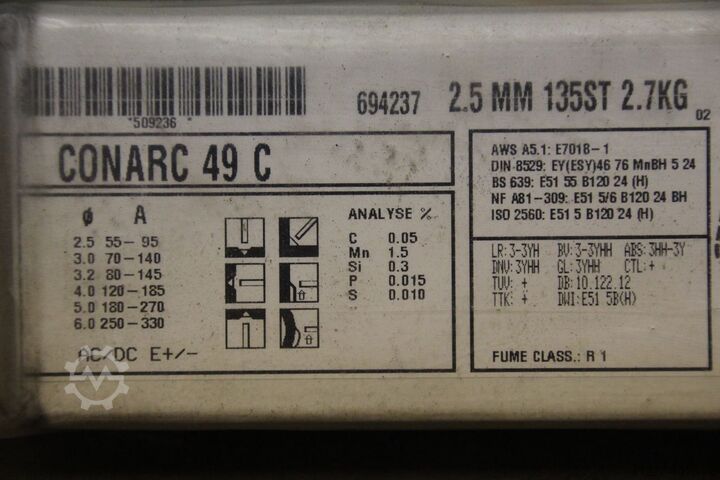 694237 2.5 MM 135ST 2.7KG
02
*509236*
CONARC 49 C
ø A
2.5 55-95
3.0 70-140
3.2 80-145
4.0 120-185
5.0 180-270
6.0 250-330
AC/DC E+/-
ANALYSE %
C 0.05
Mn 1.5
Si 0.3
P 0.015
S 0.010
AWS A5.1: E7018-1
DIN 8529: EY(ESY)46 76 MnBH 5 24
BS 639: E51 55 B120 24 (H)
NF A81-309: E51 5/6 B120 24 BH
ISO 2560: E51 5 B120 24 (H)
LR: 3-3YH BV: 3-3YHH ABS: 3HH-3Y
DNV: 3YHH GL: 3YHH CTL: +
TUV: + DB: 10.122.12
TTK: + DWI: E51 5B(H)
FUME CLASS.: R 1